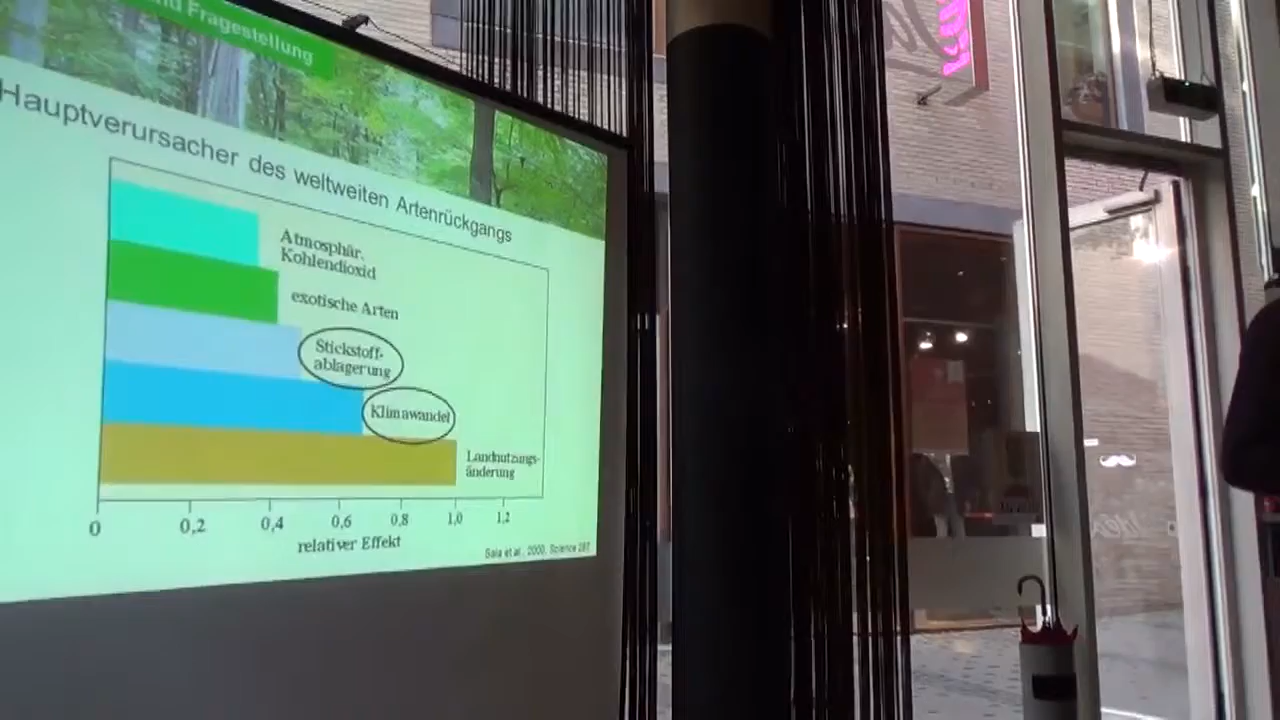 nd Fragestellung
Hauptverursacher des weltweiten Artenrückgangs
Atmosphär.
Kohlendioxid
exotische Arten
Stickstoff-
ablagerung
Klimawandel
Landnutzungs-
änderung
0 0,2 0,4 0,6 0,8 1,0 1,2
relativer Effekt
Sala et al., 2000, Science 287